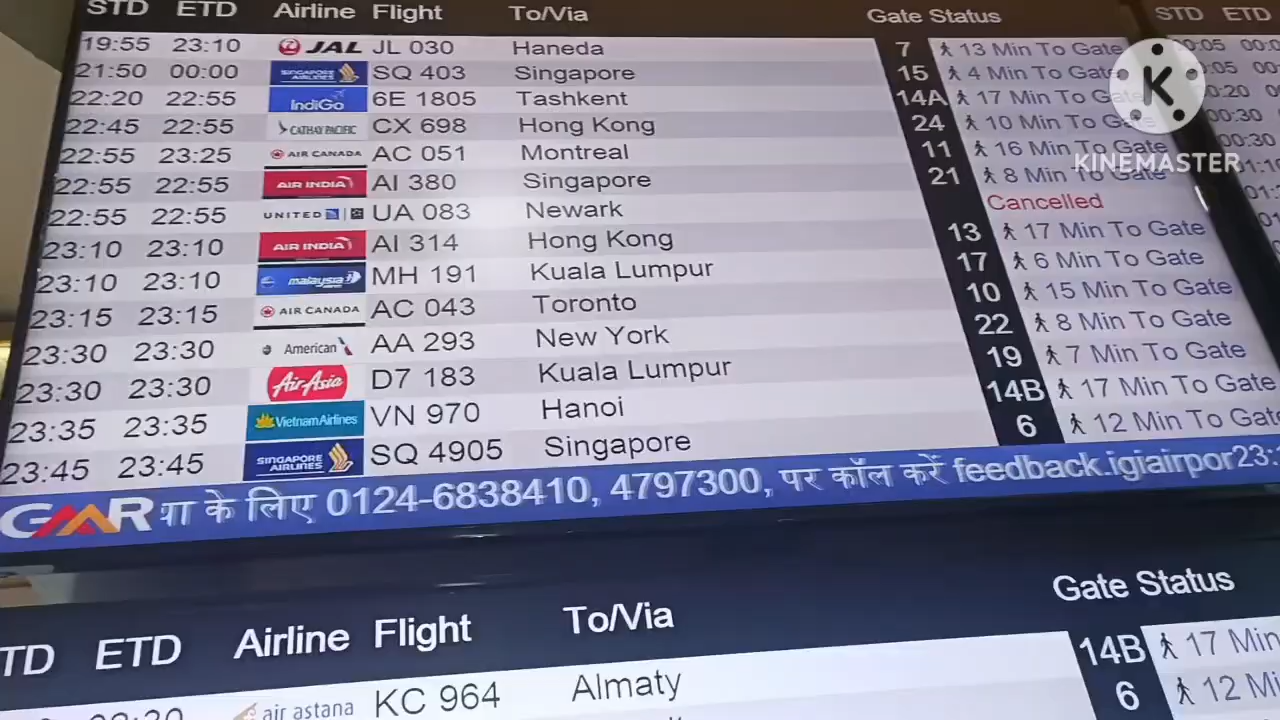 STD ETD Airline Flight To/Via Gate Status
19:55 23:10 JAL JL 030 Haneda 7 13 Min To Gate
21:50 00:00 SINGAPORE AIRLINES SQ 403 Singapore 15 4 Min To Gate
22:20 22:55 IndiGo 6E 1805 Tashkent 14A 17 Min To Gate
22:45 22:55 CATHAY PACIFIC CX 698 Hong Kong 24 10 Min To Gate
22:55 23:25 AIR CANADA AC 051 Montreal 11 16 Min To Gate
22:55 22:55 AIR INDIA AI 380 Singapore 21 8 Min To Gate
22:55 22:55 UNITED UA 083 Newark Cancelled
23:10 23:10 AIR INDIA AI 314 Hong Kong 13 17 Min To Gate
23:10 23:10 malaysia MH 191 Kuala Lumpur 17 6 Min To Gate
23:15 23:15 AIR CANADA AC 043 Toronto 10 15 Min To Gate
23:30 23:30 American AA 293 New York 22 8 Min To Gate
23:30 23:30 AirAsia D7 183 Kuala Lumpur 19 7 Min To Gate
23:35 23:35 Vietnam Airlines VN 970 Hanoi 14B 17 Min To Gate
23:45 23:45 SINGAPORE AIRLINES SQ 4905 Singapore 6 12 Min To Gate
GMR या के लिए 0124-6838410, 4797300, पर कॉल करें feedback.igiairpor 23:
STD ETD
K
KINEMASTER
TD ETD Airline Flight To/Via Gate Status
air astana KC 964 Almaty 14B 17 Min
6 12 Mi